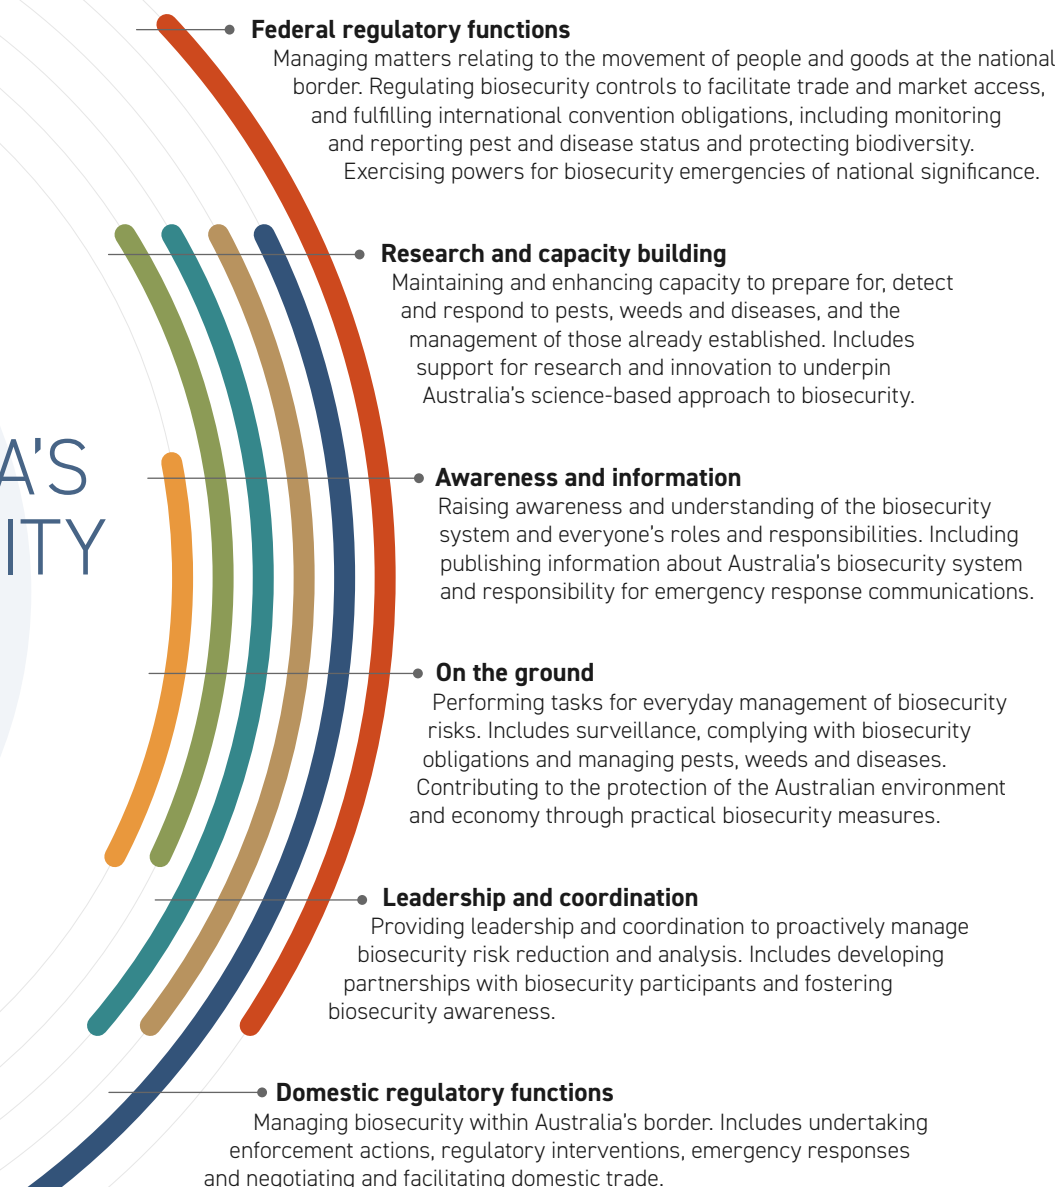 Federal regulatory functions
Managing matters relating to the movement of people and goods at the national
border. Regulating biosecurity controls to facilitate trade and market access,
and fulfilling international convention obligations, including monitoring
and reporting pest and disease status and protecting biodiversity.
Exercising powers for biosecurity emergencies of national significance.
Research and capacity building
Maintaining and enhancing capacity to prepare for, detect
and respond to pests, weeds and diseases, and the
management of those already established. Includes
support for research and innovation to underpin
Australia's science-based approach to biosecurity.
A'S
ITY
Awareness and information
Raising awareness and understanding of the biosecurity
system and everyone's roles and responsibilities. Including
publishing information about Australia's biosecurity system
and responsibility for emergency response communications.
On the ground
Performing tasks for everyday management of biosecurity
risks. Includes surveillance, complying with biosecurity
obligations and managing pests, weeds and diseases.
Contributing to the protection of the Australian environment
and economy through practical biosecurity measures.
Leadership and coordination
Providing leadership and coordination to proactively manage
biosecurity risk reduction and analysis. Includes developing
partnerships with biosecurity participants and fostering
biosecurity awareness.
Domestic regulatory functions
Managing biosecurity within Australia's border. Includes undertaking
enforcement actions, regulatory interventions, emergency responses
and negotiating and facilitating domestic trade.